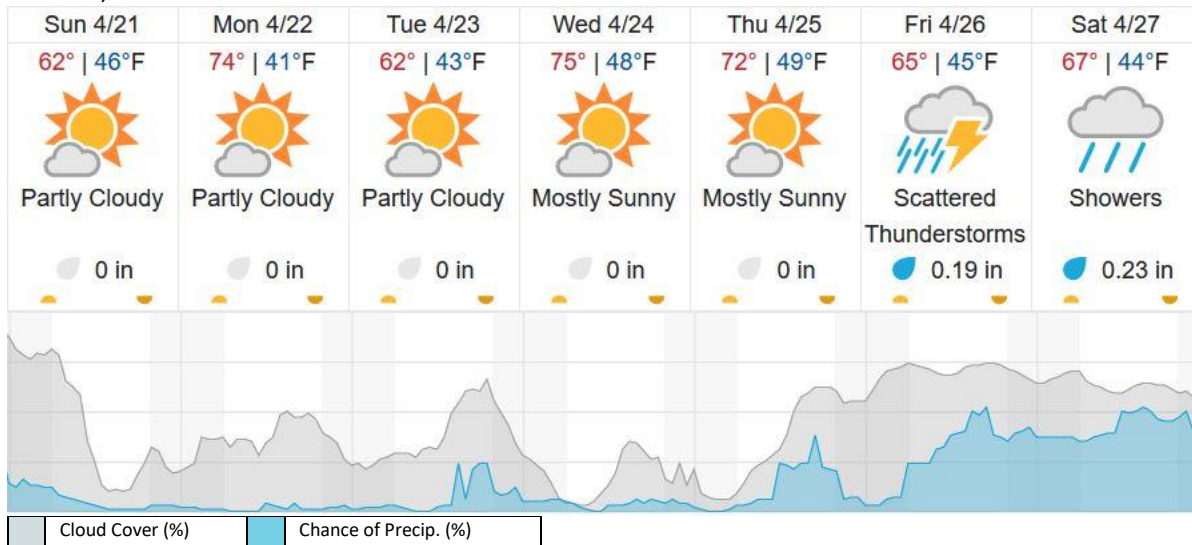 Sun 4/21 Mon 4/22 Tue 4/23 Wed 4/24 Thu 4/25 Fri 4/26 Sat 4/27
62° | 46°F 74° | 41°F 62° | 43°F 75° | 48°F 72° | 49°F 65° | 45°F 67° | 44°F
Partly Cloudy Partly Cloudy Partly Cloudy Mostly Sunny Mostly Sunny Scattered Showers
Thunderstorms
0 in 0 in 0 in 0 in 0 in 0.19 in 0.23 in
Cloud Cover (%) Chance of Precip. (%)